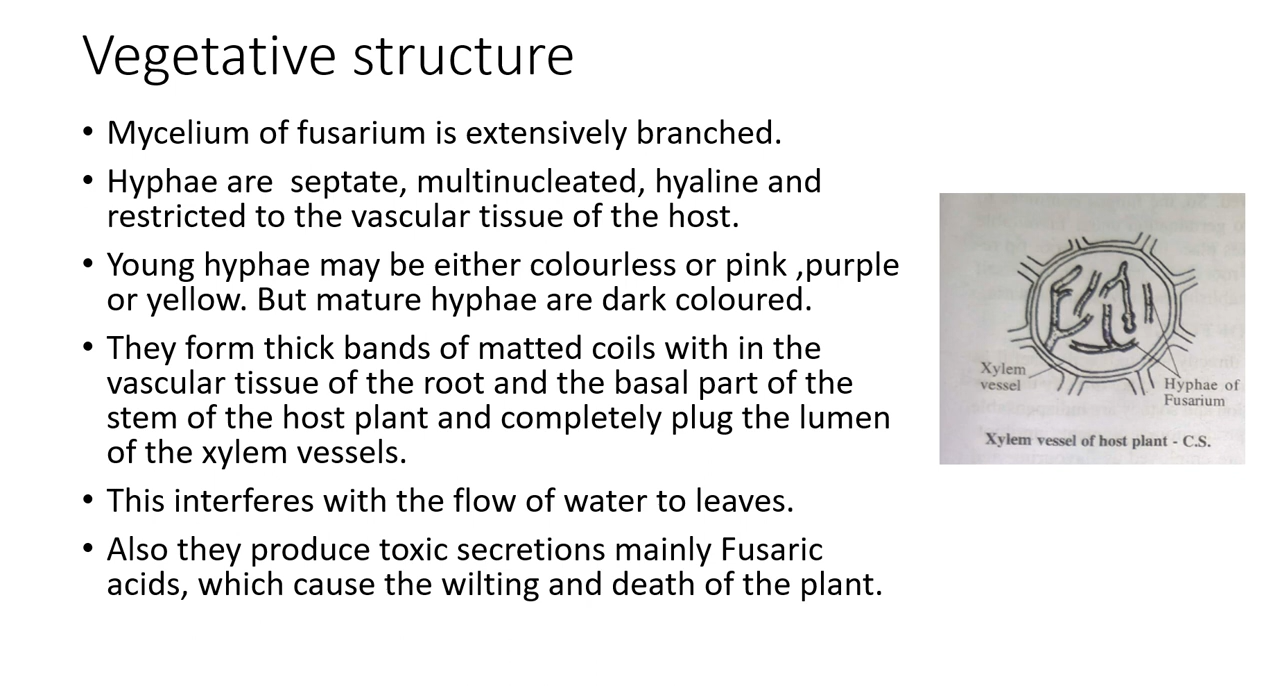 Vegetative structure
• Mycelium of fusarium is extensively branched.
• Hyphae are  septate, multinucleated, hyaline and
restricted to the vascular tissue of the host.
• Young hyphae may be either colourless or pink ,purple
or yellow. But mature hyphae are dark coloured.
• They form thick bands of matted coils with in the
vascular tissue of the root and the basal part of the
stem of the host plant and completely plug the lumen
of the xylem vessels.
• This interferes with the flow of water to leaves.
• Also they produce toxic secretions mainly Fusaric
acids, which cause the wilting and death of the plant.
Xylem
vessel
Hyphae of
Fusarium
Xylem vessel of host plant - C.S.